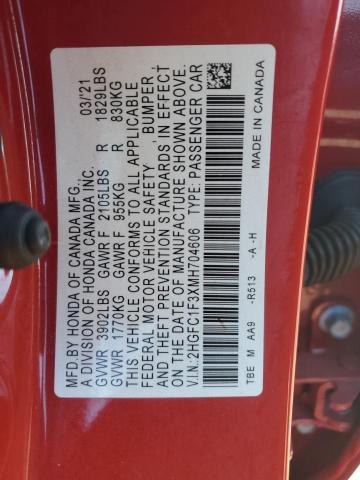 MFD.BY HONDA OF CANADA MFG. 03/21
A DIVISION OF HONDA CANADA INC.
GVWR 3902LBS GAWR F 2105LBS R 1829LBS
GVWR 1770KG GAWR F 955KG R 830KG
THIS VEHICLE CONFORMS TO ALL APPLICABLE
FEDERAL MOTOR VEHICLE SAFETY BUMPER,
AND THEFT PREVENTION STANDARDS IN EFFECT
ON THE DATE OF MANUFACTURE SHOWN ABOVE.
V.I.N.:2HGFC1F3XMH704606 TYPE: PASSENGER CAR
MADE IN CANADA
TBE M AA9 -R513 -A -H